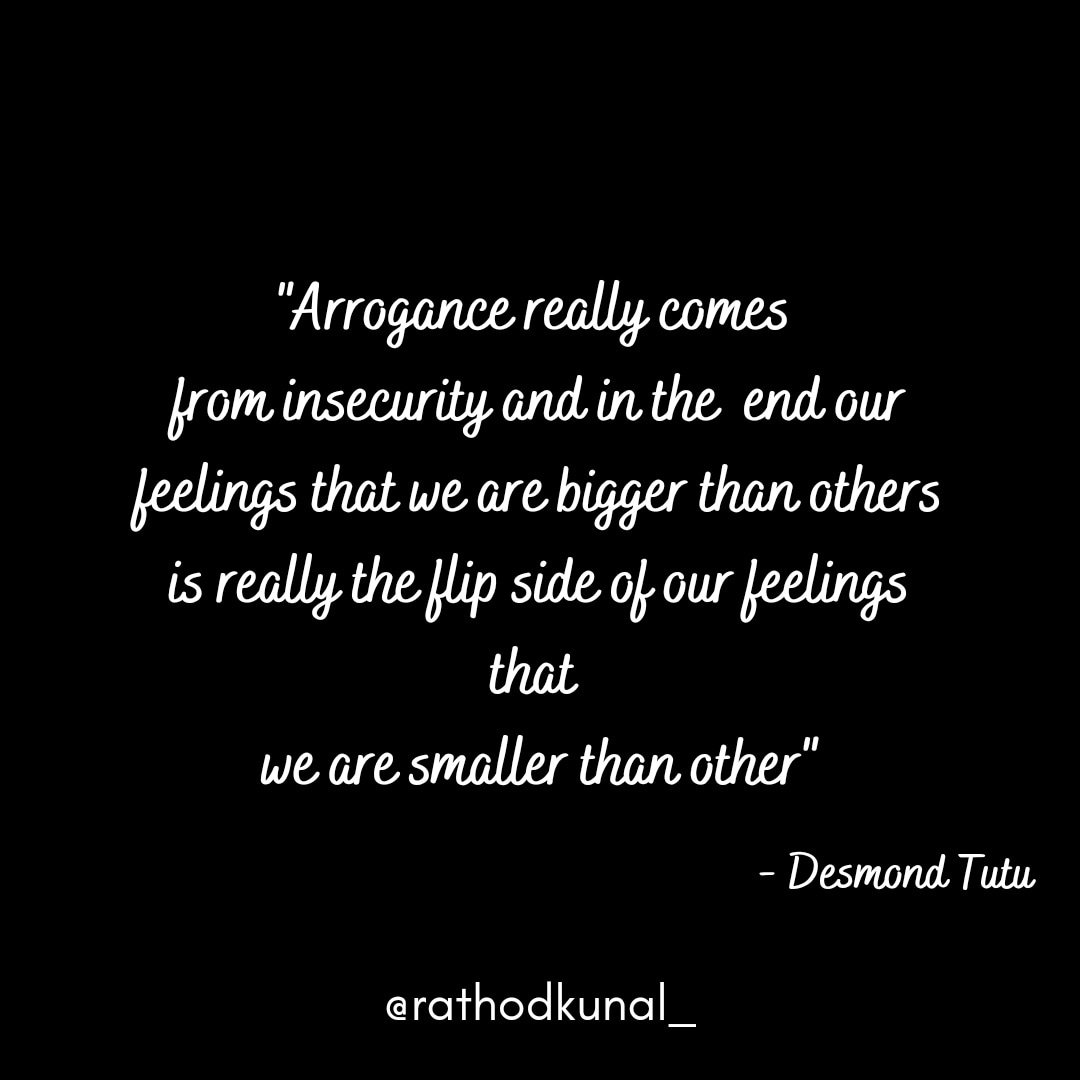 "Arrogance really comes
from insecurity and in the end our
feelings that we are bigger than others
is really the flip side of our feelings
that
we are smaller than other"
- Desmond Tutu
@rathodkunal_